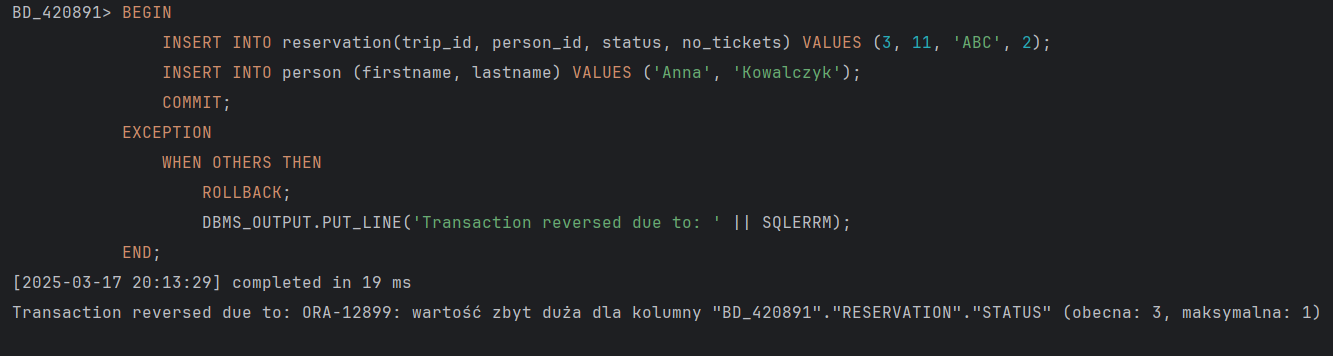 BD_420891> BEGIN
INSERT INTO reservation(trip_id, person_id, status, no_tickets) VALUES (3, 11, 'ABC', 2);
INSERT INTO person (firstname, lastname) VALUES ('Anna', 'Kowalczyk');
COMMIT;
EXCEPTION
WHEN OTHERS THEN
ROLLBACK;
DBMS_OUTPUT.PUT_LINE('Transaction reversed due to: ' || SQLERRM);
END;
[2025-03-17 20:13:29] completed in 19 ms
Transaction reversed due to: ORA-12899: wartość zbyt duża dla kolumny "BD_420891"."RESERVATION"."STATUS" (obecna: 3, maksymalna: 1)